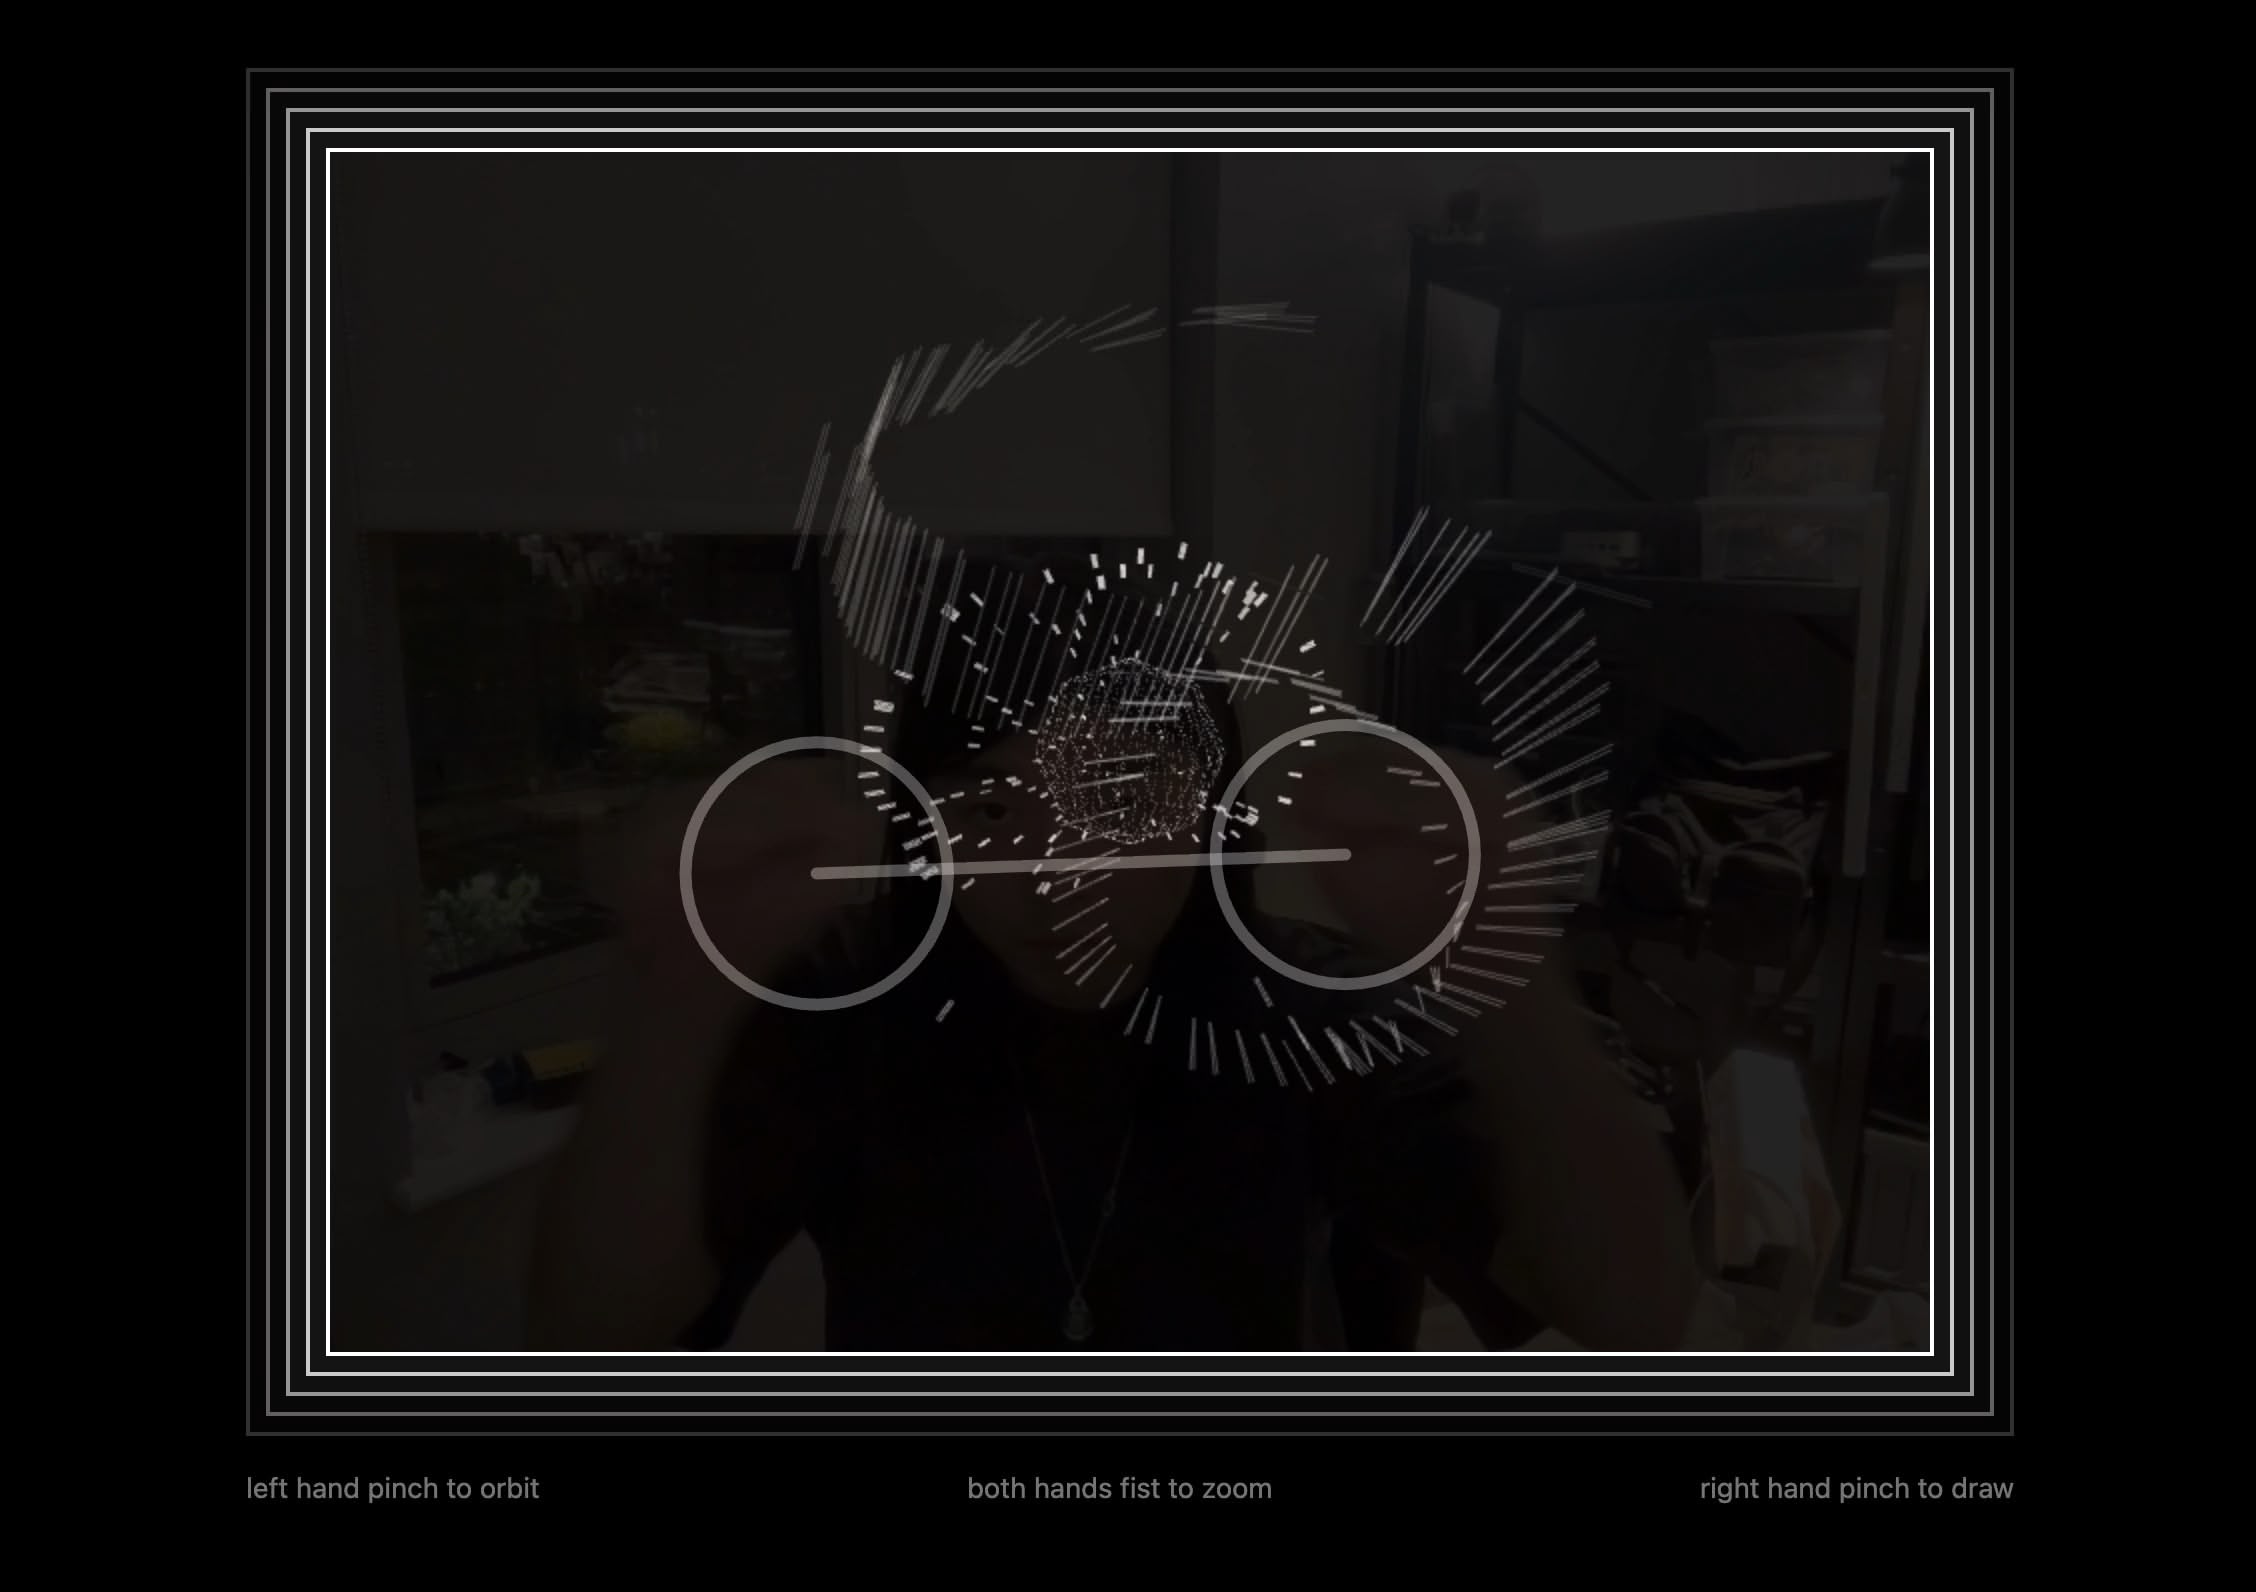 left hand pinch to orbit
both hands fist to zoom
right hand pinch to draw